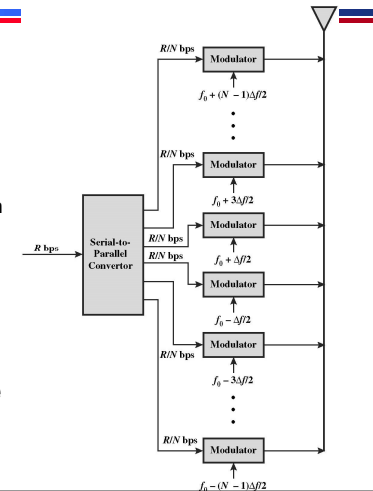 R/N bps
Modulator
f0 + (N − 1)Δf/2
R/N bps
Modulator
f0 + 3Δf/2
R/N bps
Modulator
f0 + Δf/2
R bps
Serial-to-
Parallel
Convertor
R/N bps
Modulator
f0 − Δf/2
Modulator
R/N bps
f0 − 3Δf/2
R/N bps
Modulator
f0 − (N − 1)Δf/2